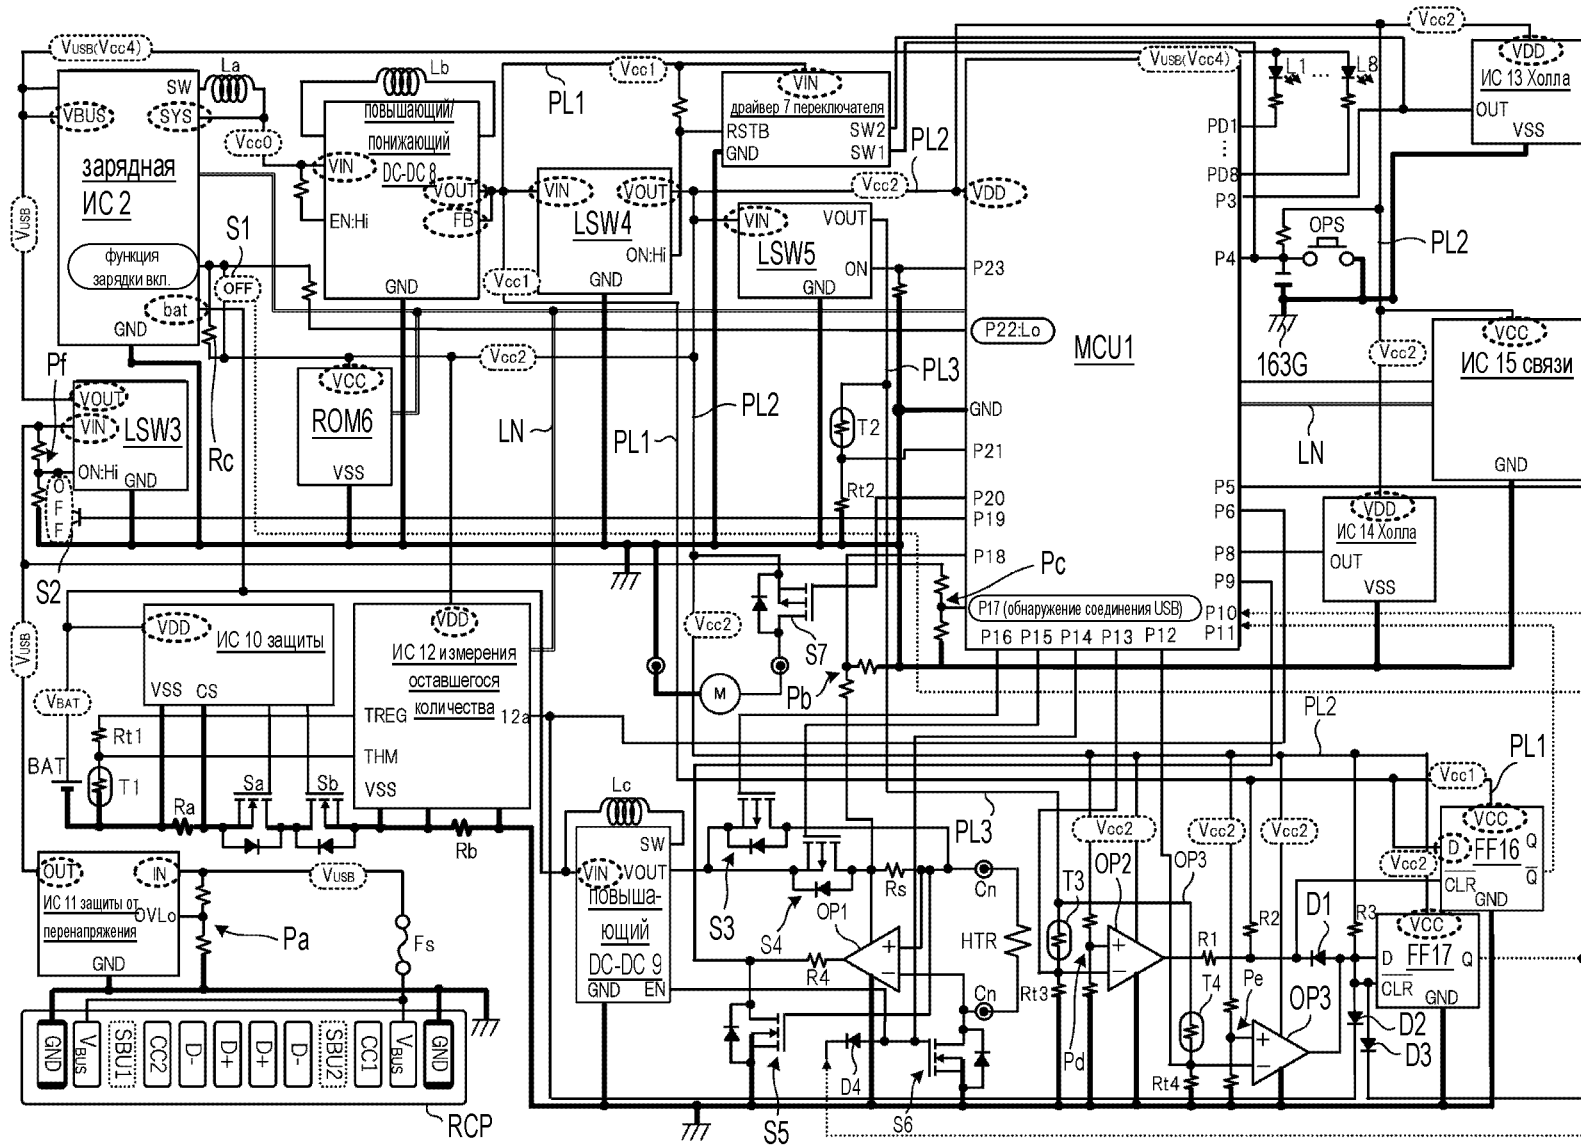 Vcc2
VUSB(Vcc4)
La
Lb
Vcc1
PL1
VUSB(Vcc4)
L1 ... L8
VDD
ИС 13 Холла
OUT
VSS
SW
VBUS
SYS
Vcc0
зарядная
ИС 2
функция
зарядки вкл.
bat
GND
повышающий/
понижающий
DC-DC 8
VIN
VOUT
FB
EN:Hi
GND
VIN
драйвер 7 переключателя
RSTB
GND
SW2
SW1
PL2
Vcc2
VIN
VOUT
LSW4
ON:Hi
GND
VIN
VOUT
LSW5
ON
GND
VDD
MCU1
PD1
⋮
PD8
P3
P4
P23
P22:Lo
GND
P21
P20
P19
P18
P17 (обнаружение соединения USB)
P16 P15 P14 P13 P12
P5
P6
P8
P9
P10
P11
OPS
PL2
163G
Vcc2
VCC
ИС 15 связи
GND
LN
VDD
ИС 14 Холла
OUT
VSS
VUSB
S1
OFF
Vcc1
Vcc2
Pf
VOUT
VIN
LSW3
ON:Hi
GND
OFF
S2
Rc
VCC
ROM6
VSS
LN
PL1
PL2
PL3
T2
Rt2
Pc
S7
Vcc2
M
Pb
VUSB
VDD
ИС 10 защиты
VSS CS
VDD
ИС 12 измерения
оставшегося
количества
TREG
12a
THM
VSS
VBAT
Rt1
BAT
T1
Ra
Sa
Sb
Rb
OUT
IN
VUSB
ИС 11 защиты от
перенапряжения
OVLo
GND
Pa
Fs
GND
VBUS
SBU1
CC2
D-
D+
D+
D-
SBU2
CC1
VBUS
GND
RCP
Lc
SW
VIN
VOUT
повыша-
ющий
DC-DC 9
GND
EN
S3
S4
OP1
Rs
R4
S5
D4
S6
Cn
HTR
Cn
PL3
T3
Rt3
Pd
Vcc2
OP2
OP3
R1
T4
Rt4
Vcc2
Vcc2
R2
Pe
OP3
D1
R3
PL2
Vcc1
PL1
VCC
D
Q
FF16
CLR
Q
GND
Vcc2
VCC
D
FF17
Q
CLR
GND
D2
D3